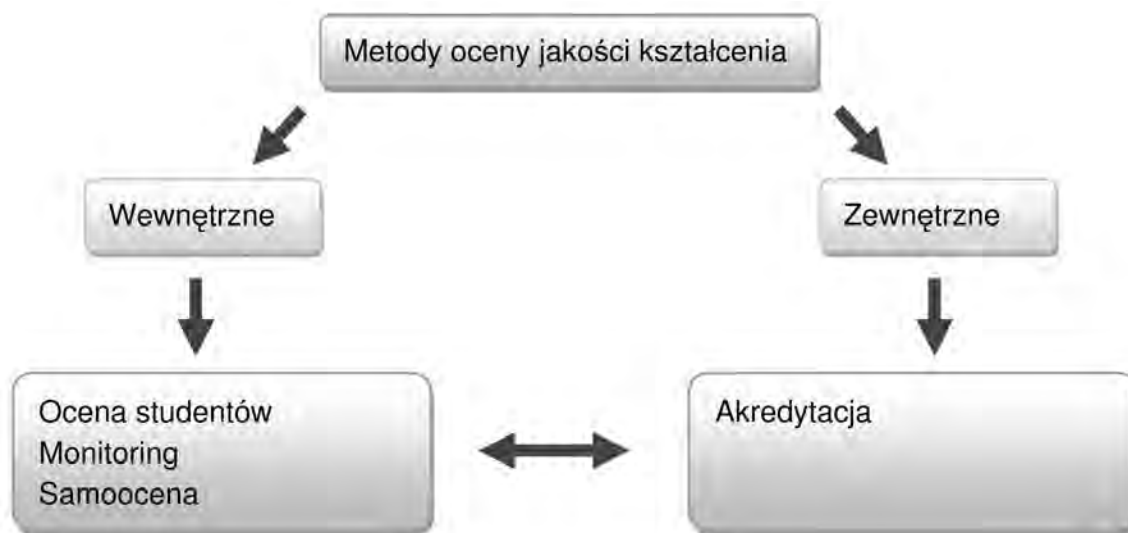 Metody oceny jakości kształcenia
Wewnętrzne
Zewnętrzne
Ocena studentów
Monitoring
Samoocena
Akredytacja